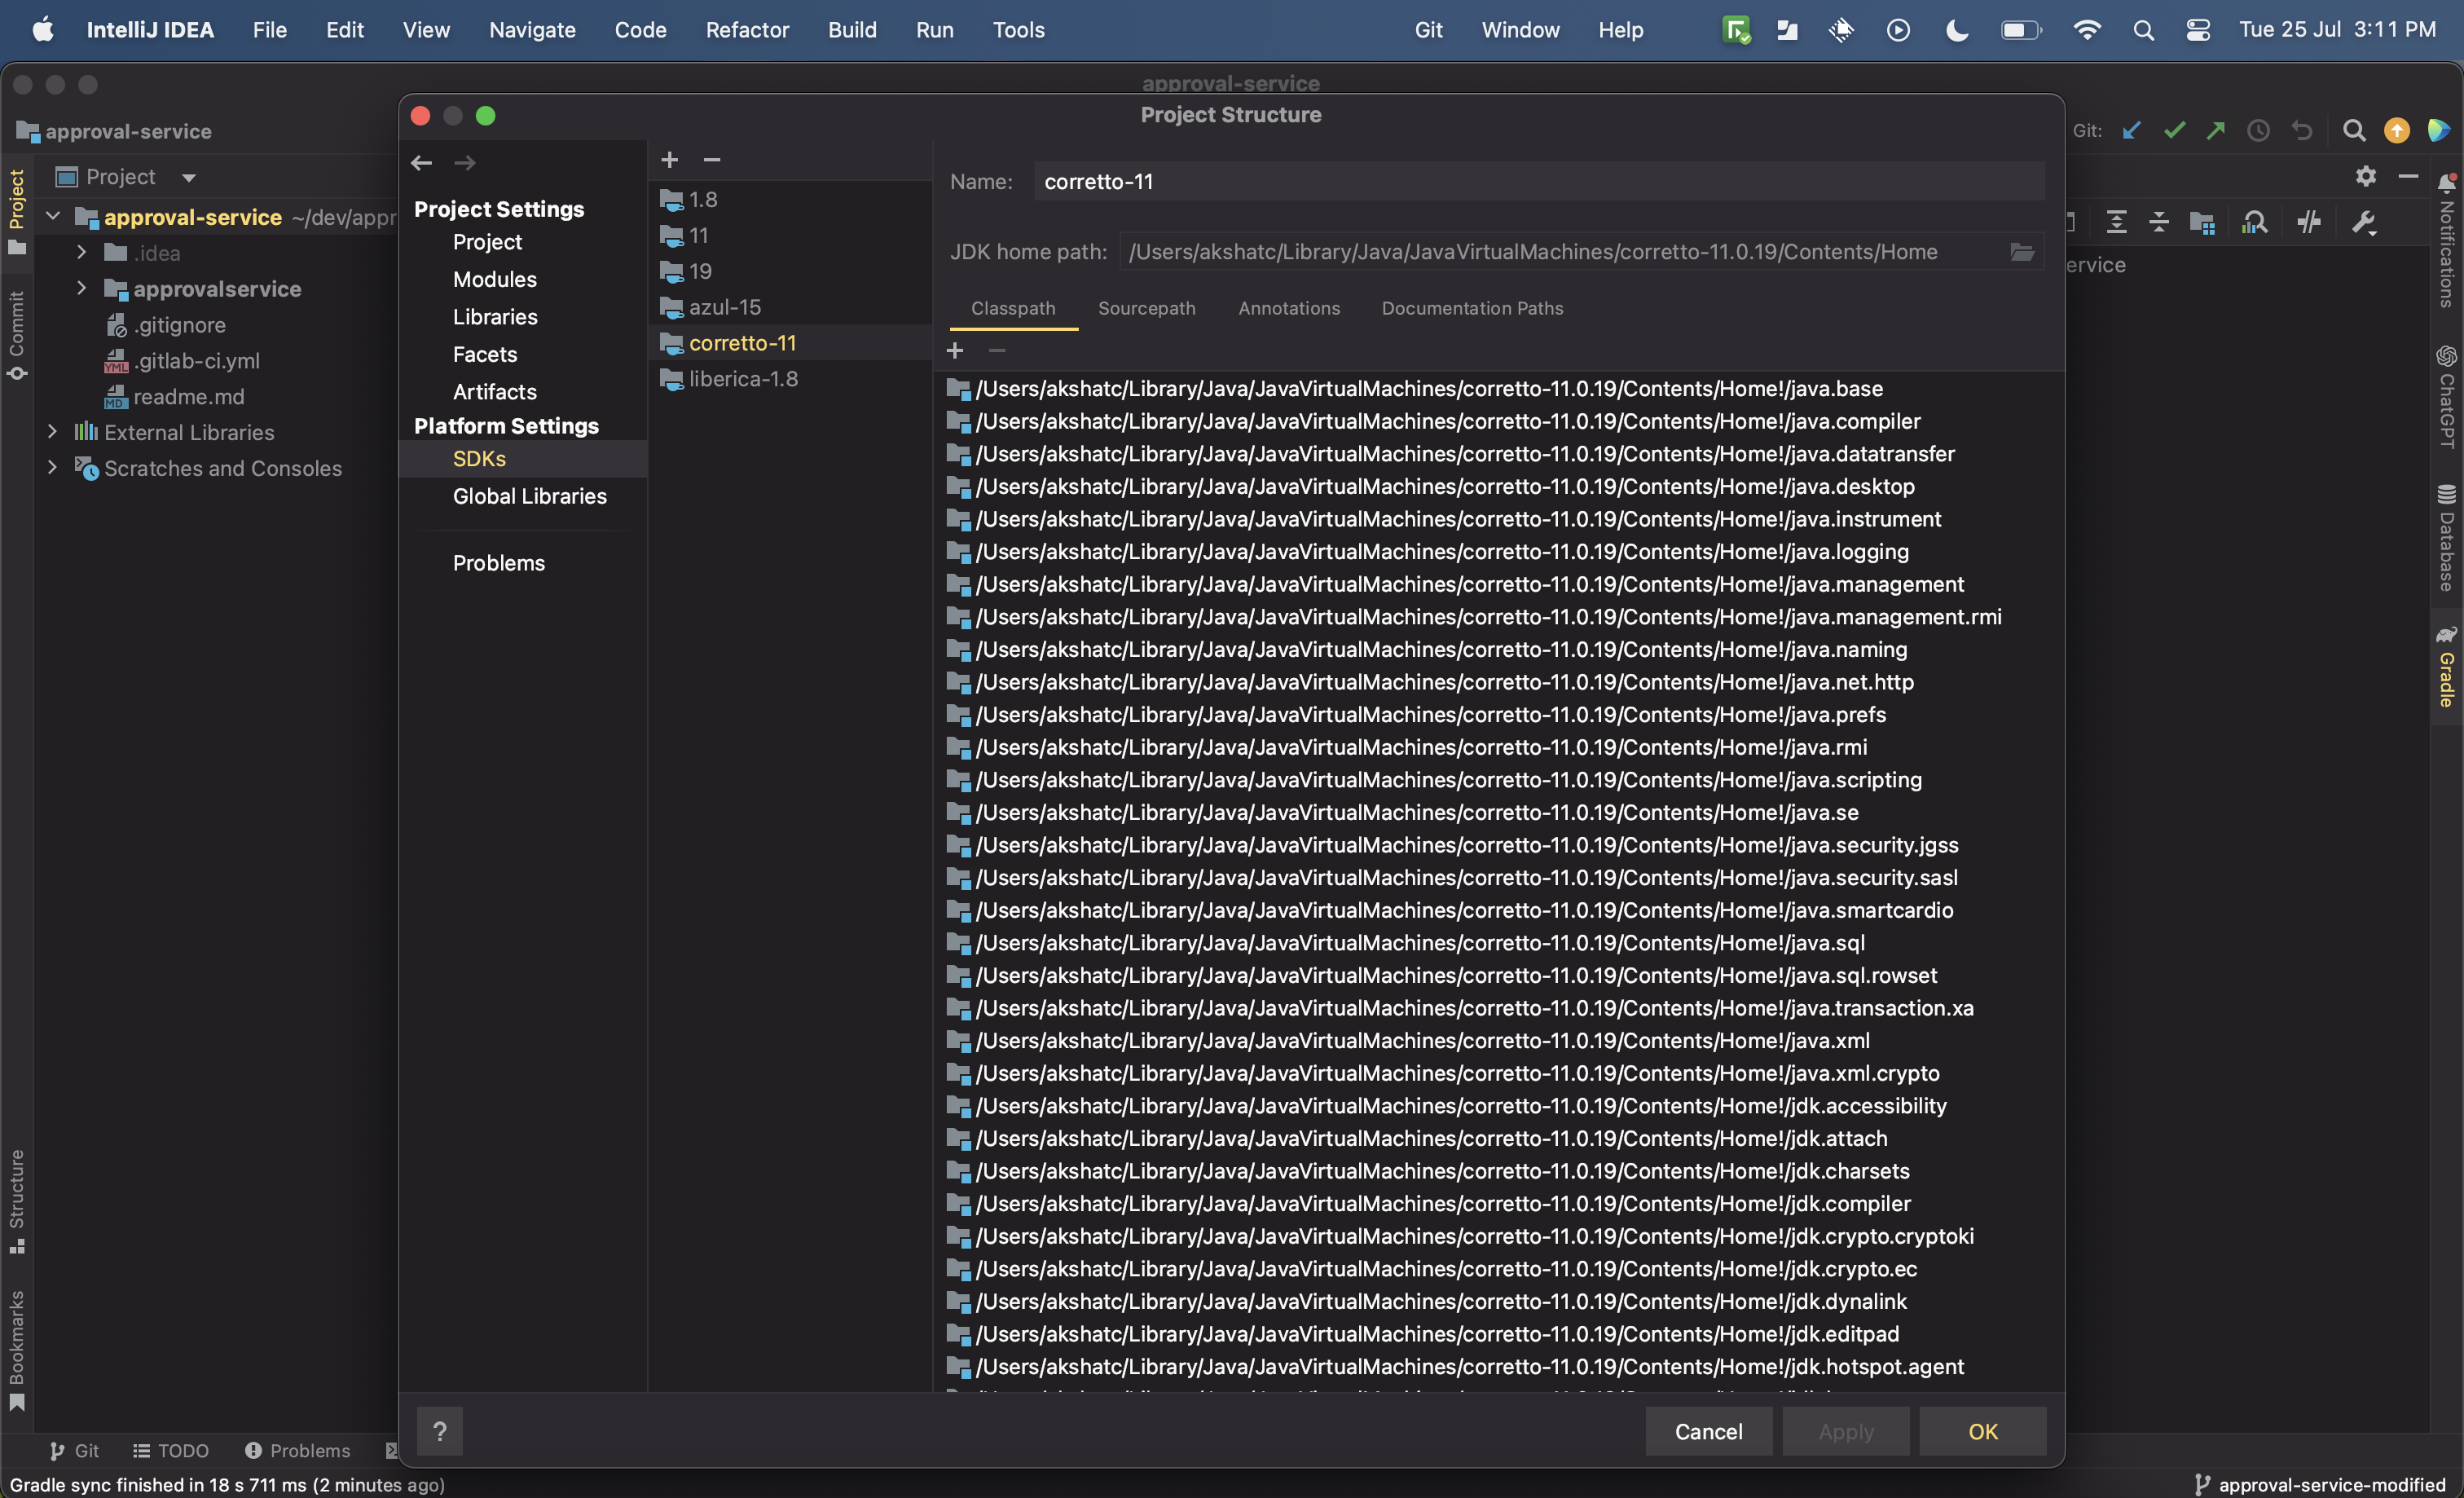 IntelliJ IDEA File Edit View Navigate Code Refactor Build Run Tools Git Window Help Tue 25 Jul 3:11 PM
approval-service
approval-service
Git:
Project
approval-service ~/dev/appr
.idea
approvalservice
.gitignore
.gitlab-ci.yml
readme.md
External Libraries
Scratches and Consoles
Project
Commit
Structure
Bookmarks
Project Structure
Project Settings
Project
Modules
Libraries
Facets
Artifacts
Platform Settings
SDKs
Global Libraries
Problems
1.8
11
19
azul-15
corretto-11
liberica-1.8
Name: corretto-11
JDK home path: /Users/akshatc/Library/Java/JavaVirtualMachines/corretto-11.0.19/Contents/Home
Classpath Sourcepath Annotations Documentation Paths
/Users/akshatc/Library/Java/JavaVirtualMachines/corretto-11.0.19/Contents/Home!/java.base
/Users/akshatc/Library/Java/JavaVirtualMachines/corretto-11.0.19/Contents/Home!/java.compiler
/Users/akshatc/Library/Java/JavaVirtualMachines/corretto-11.0.19/Contents/Home!/java.datatransfer
/Users/akshatc/Library/Java/JavaVirtualMachines/corretto-11.0.19/Contents/Home!/java.desktop
/Users/akshatc/Library/Java/JavaVirtualMachines/corretto-11.0.19/Contents/Home!/java.instrument
/Users/akshatc/Library/Java/JavaVirtualMachines/corretto-11.0.19/Contents/Home!/java.logging
/Users/akshatc/Library/Java/JavaVirtualMachines/corretto-11.0.19/Contents/Home!/java.management
/Users/akshatc/Library/Java/JavaVirtualMachines/corretto-11.0.19/Contents/Home!/java.management.rmi
/Users/akshatc/Library/Java/JavaVirtualMachines/corretto-11.0.19/Contents/Home!/java.naming
/Users/akshatc/Library/Java/JavaVirtualMachines/corretto-11.0.19/Contents/Home!/java.net.http
/Users/akshatc/Library/Java/JavaVirtualMachines/corretto-11.0.19/Contents/Home!/java.prefs
/Users/akshatc/Library/Java/JavaVirtualMachines/corretto-11.0.19/Contents/Home!/java.rmi
/Users/akshatc/Library/Java/JavaVirtualMachines/corretto-11.0.19/Contents/Home!/java.scripting
/Users/akshatc/Library/Java/JavaVirtualMachines/corretto-11.0.19/Contents/Home!/java.se
/Users/akshatc/Library/Java/JavaVirtualMachines/corretto-11.0.19/Contents/Home!/java.security.jgss
/Users/akshatc/Library/Java/JavaVirtualMachines/corretto-11.0.19/Contents/Home!/java.security.sasl
/Users/akshatc/Library/Java/JavaVirtualMachines/corretto-11.0.19/Contents/Home!/java.smartcardio
/Users/akshatc/Library/Java/JavaVirtualMachines/corretto-11.0.19/Contents/Home!/java.sql
/Users/akshatc/Library/Java/JavaVirtualMachines/corretto-11.0.19/Contents/Home!/java.sql.rowset
/Users/akshatc/Library/Java/JavaVirtualMachines/corretto-11.0.19/Contents/Home!/java.transaction.xa
/Users/akshatc/Library/Java/JavaVirtualMachines/corretto-11.0.19/Contents/Home!/java.xml
/Users/akshatc/Library/Java/JavaVirtualMachines/corretto-11.0.19/Contents/Home!/java.xml.crypto
/Users/akshatc/Library/Java/JavaVirtualMachines/corretto-11.0.19/Contents/Home!/jdk.accessibility
/Users/akshatc/Library/Java/JavaVirtualMachines/corretto-11.0.19/Contents/Home!/jdk.attach
/Users/akshatc/Library/Java/JavaVirtualMachines/corretto-11.0.19/Contents/Home!/jdk.charsets
/Users/akshatc/Library/Java/JavaVirtualMachines/corretto-11.0.19/Contents/Home!/jdk.compiler
/Users/akshatc/Library/Java/JavaVirtualMachines/corretto-11.0.19/Contents/Home!/jdk.crypto.cryptoki
/Users/akshatc/Library/Java/JavaVirtualMachines/corretto-11.0.19/Contents/Home!/jdk.crypto.ec
/Users/akshatc/Library/Java/JavaVirtualMachines/corretto-11.0.19/Contents/Home!/jdk.dynalink
/Users/akshatc/Library/Java/JavaVirtualMachines/corretto-11.0.19/Contents/Home!/jdk.editpad
/Users/akshatc/Library/Java/JavaVirtualMachines/corretto-11.0.19/Contents/Home!/jdk.hotspot.agent
? Cancel Apply OK
ervice
Notifications
ChatGPT
Database
Gradle
Git TODO Problems
Gradle sync finished in 18 s 711 ms (2 minutes ago) approval-service-modified